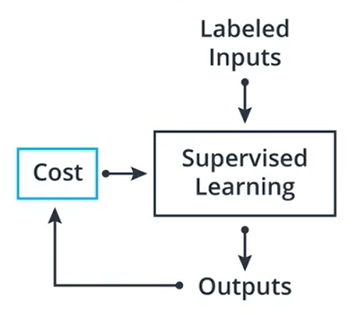 Labeled
Inputs
Cost
Supervised
Learning
Outputs